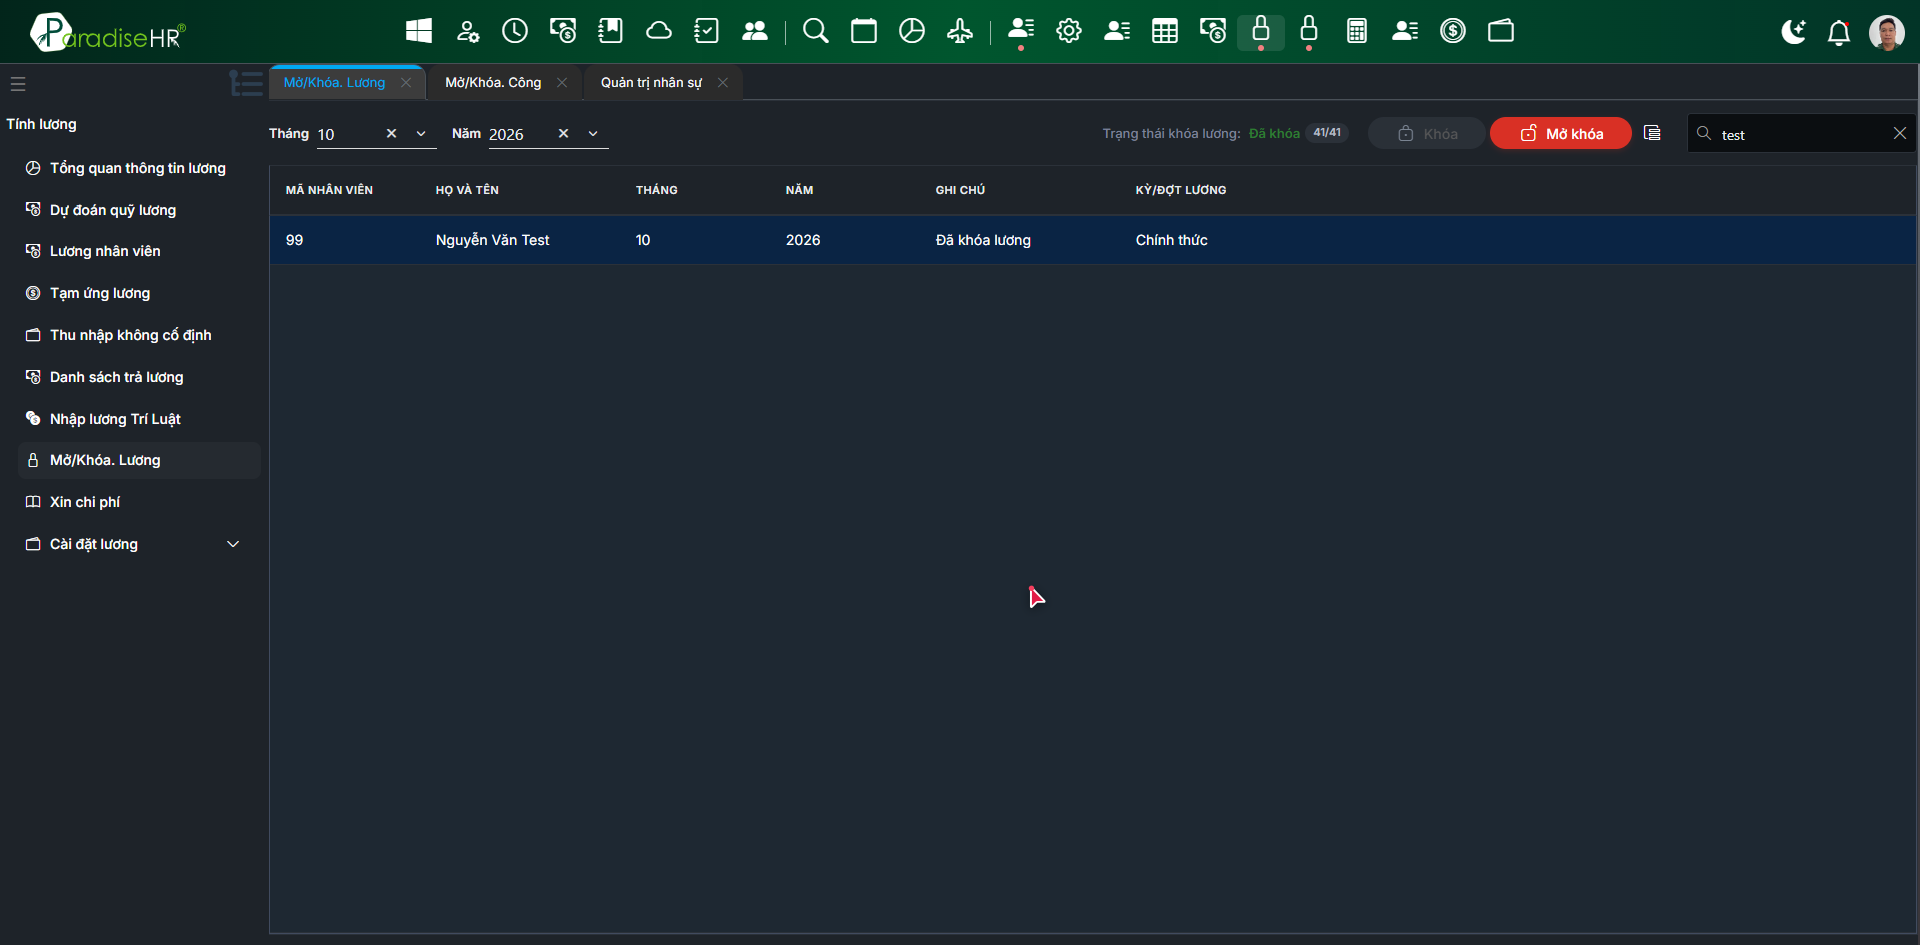 ParadiseHR®
Mở/Khóa. Lương
Mở/Khóa. Công
Quản trị nhân sự
Tính lương
Tổng quan thông tin lương
Dự đoán quỹ lương
Lương nhân viên
Tạm ứng lương
Thu nhập không cố định
Danh sách trả lương
Nhập lương Trí Luật
Mở/Khóa. Lương
Xin chi phí
Cài đặt lương
Tháng 10
Năm 2026
Trạng thái khóa lương: Đã khóa 41/41
Khóa
Mở khóa
test
MÃ NHÂN VIÊN HỌ VÀ TÊN THÁNG NĂM GHI CHÚ KỲ/ĐỢT LƯƠNG
99 Nguyễn Văn Test 10 2026 Đã khóa lương Chính thức